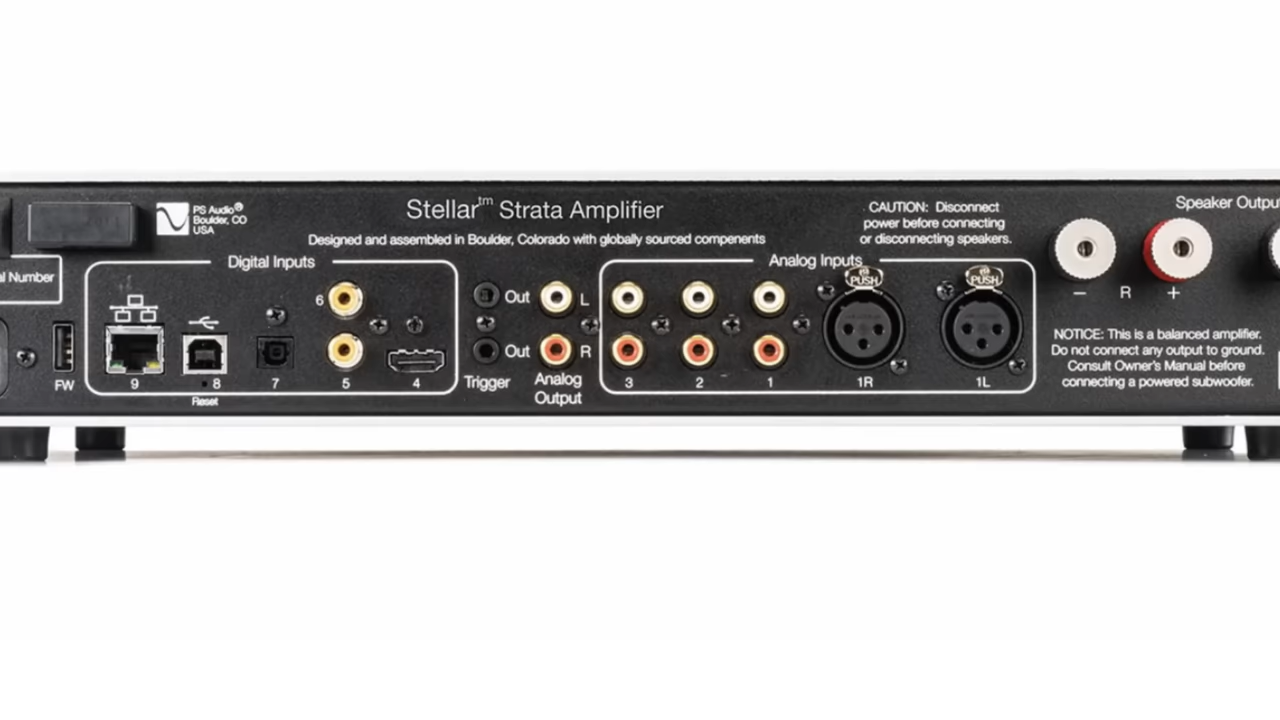 PS Audio®
Boulder, CO
USA
Stellar™ Strata Amplifier
Designed and assembled in Boulder, Colorado with globally sourced compenents
CAUTION: Disconnect
power before connecting
or disconnecting speakers.
Speaker Outpu
al Number
Digital Inputs
Analog Inputs
PUSH
PUSH
6
Out
L
− R +
Out
R
NOTICE: This is a balanced amplifier.
Do not connect any output to ground.
Consult Owner's Manual before
connecting a powered subwoofer.
FW
9
8
7
5
4
Trigger
Analog
Output
3
2
1
1R
1L
Reset